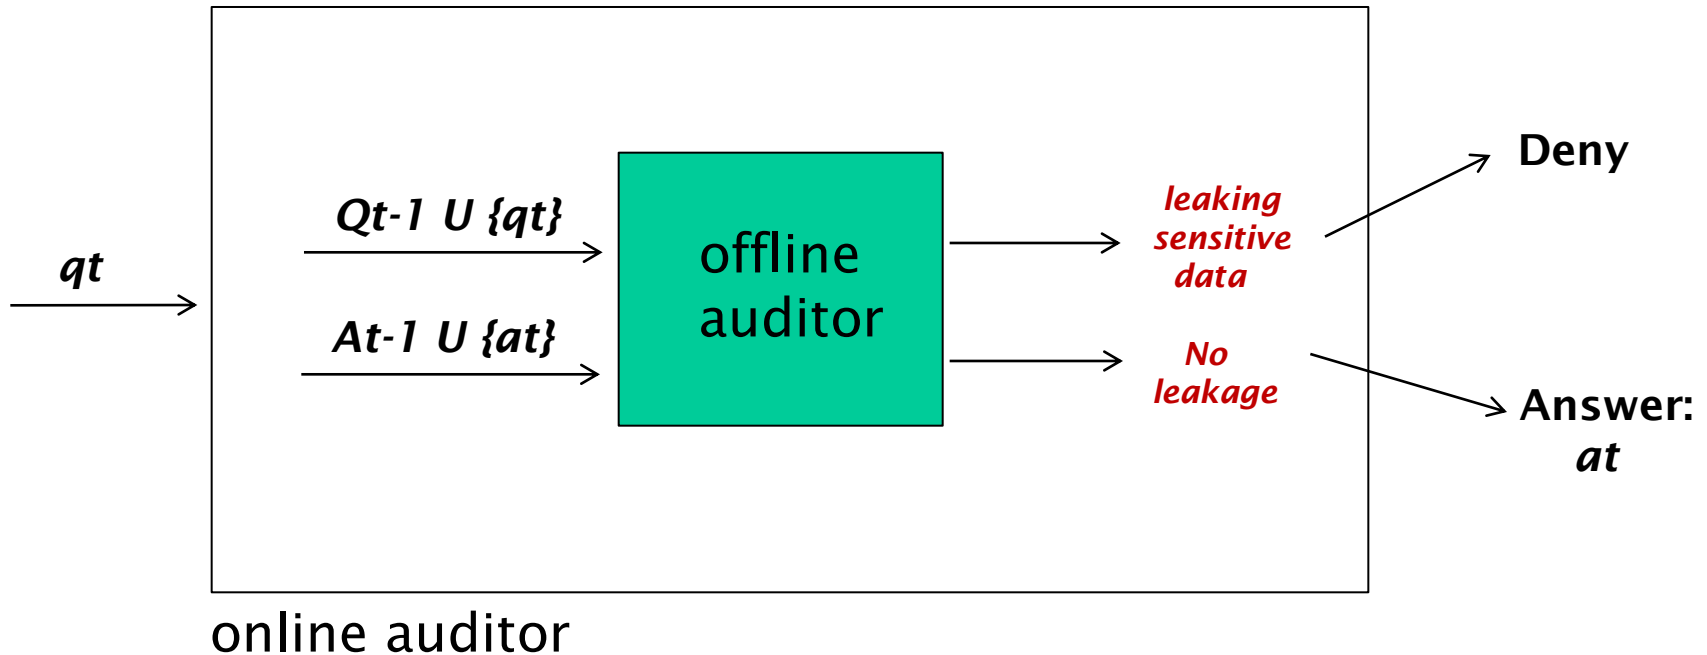 qt
Qt-1 U {qt}
At-1 U {at}
offline
auditor
leaking
sensitive
data
No
leakage
Deny
Answer:
at
online auditor